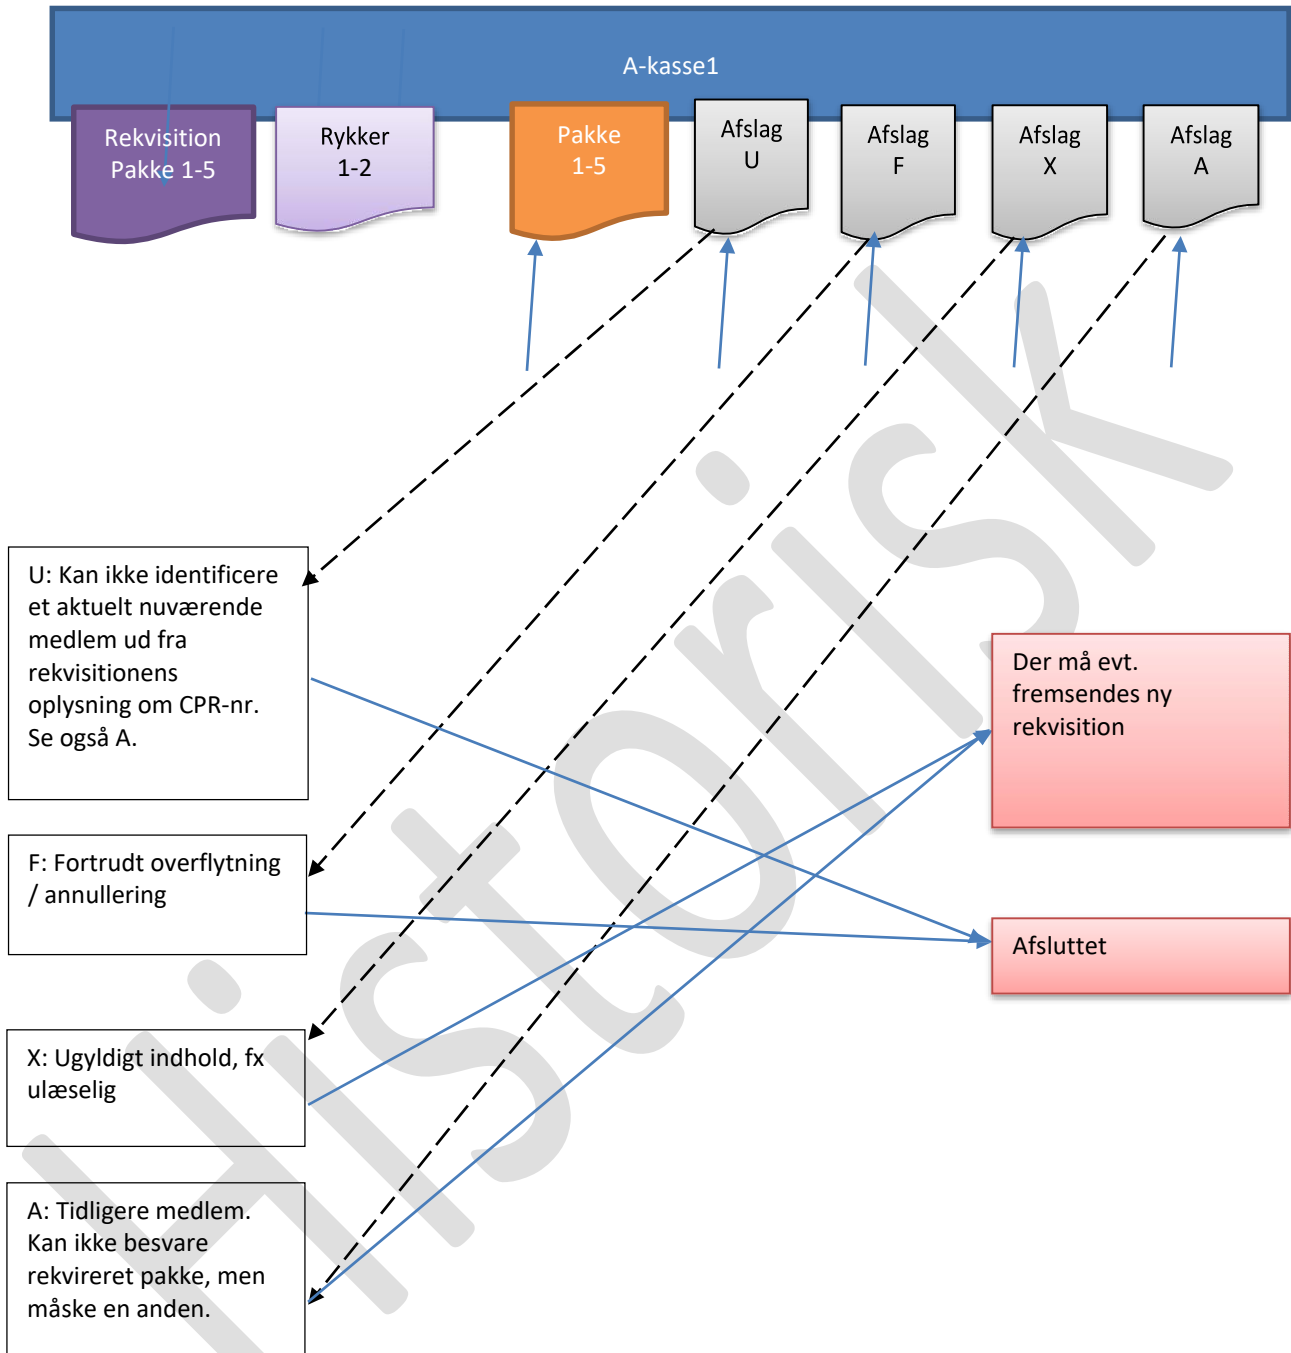 A-kasse1
Rekvisition
Pakke 1-5
Rykker
1-2
Pakke
1-5
Afslag
U
Afslag
F
Afslag
X
Afslag
A
U: Kan ikke identificere
et aktuelt nuværende
medlem ud fra
rekvisitionens
oplysning om CPR-nr.
Se også A.
Der må evt.
fremsendes ny
rekvisition
F: Fortrudt overflytning
/ annullering
Afsluttet
X: Ugyldigt indhold, fx
ulæselig
A: Tidligere medlem.
Kan ikke besvare
rekvireret pakke, men
måske en anden.
Historisk